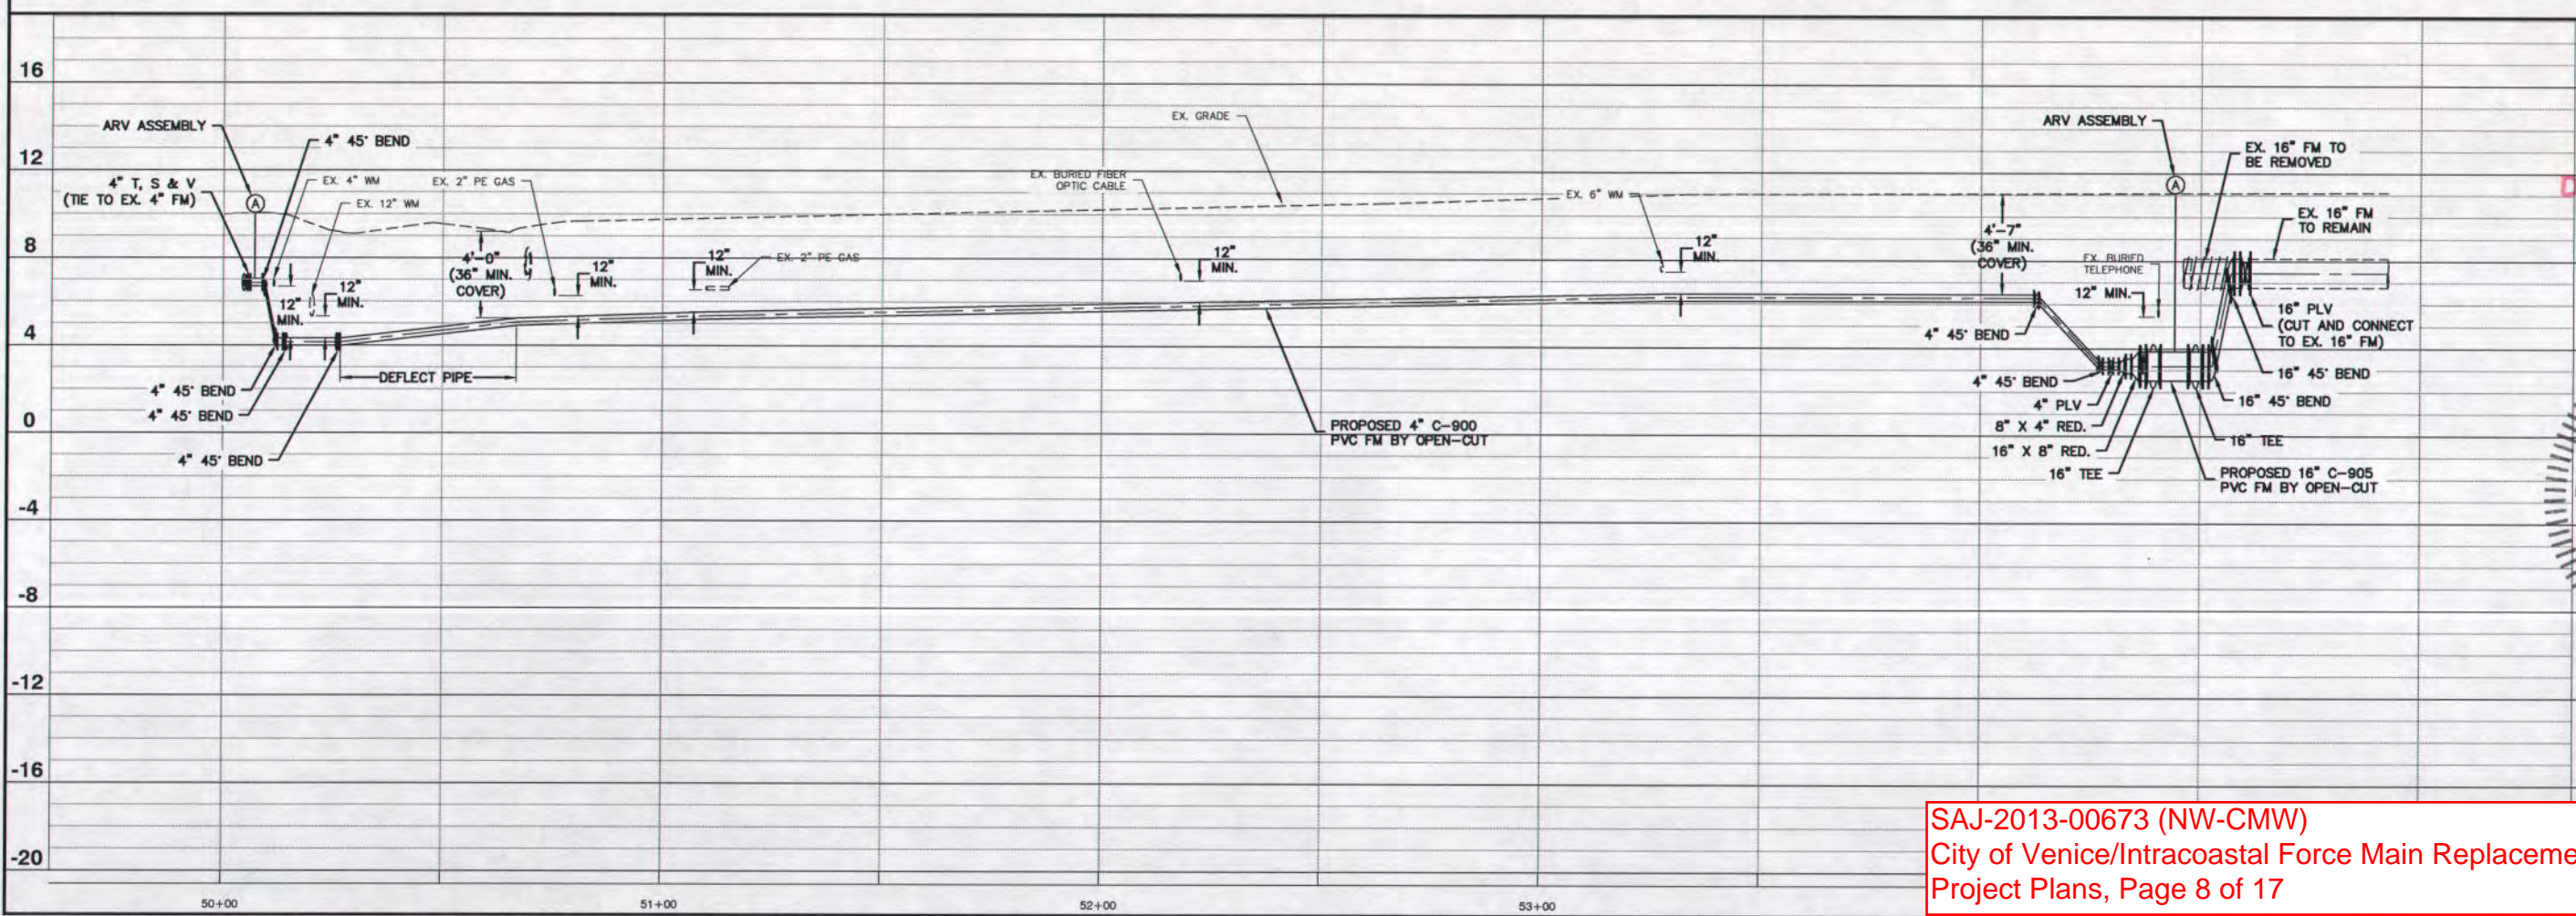 16
12
8
4
0
-4
-8
-12
-16
-20
ARV ASSEMBLY
4" 45° BEND
4" T, S & V
(TIE TO EX. 4" FM)
A
EX. 4" WM
EX. 12" WM
EX. 2" PE GAS
12"
MIN.
12"
MIN.
4'-0"
(36" MIN.
COVER)
12"
MIN.
12"
MIN.
EX. 2" PE GAS
4" 45° BEND
4" 45° BEND
4" 45° BEND
DEFLECT PIPE
EX. GRADE
EX. BURIED FIBER
OPTIC CABLE
12"
MIN.
PROPOSED 4" C-900
PVC FM BY OPEN-CUT
EX. 6" WM
12"
MIN.
ARV ASSEMBLY
A
EX. 16" FM TO
BE REMOVED
EX. 16" FM
TO REMAIN
4'-7"
(36" MIN.
COVER)
EX. BURIED
TELEPHONE
12" MIN.
4" 45° BEND
4" 45° BEND
4" PLV
8" X 4" RED.
16" X 8" RED.
16" TEE
16" PLV
(CUT AND CONNECT
TO EX. 16" FM)
16" 45° BEND
16" 45° BEND
16" TEE
PROPOSED 16" C-905
PVC FM BY OPEN-CUT
50+00
51+00
52+00
53+00
SAJ-2013-00673 (NW-CMW)
City of Venice/Intracoastal Force Main Replaceme
Project Plans, Page 8 of 17